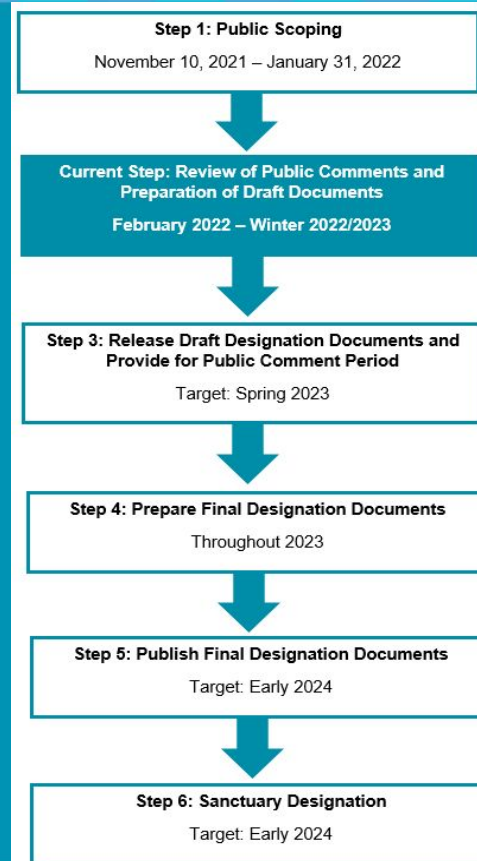 Step 1: Public Scoping
November 10, 2021 – January 31, 2022
Current Step: Review of Public Comments and
Preparation of Draft Documents
February 2022 – Winter 2022/2023
Step 3: Release Draft Designation Documents and
Provide for Public Comment Period
Target: Spring 2023
Step 4: Prepare Final Designation Documents
Throughout 2023
Step 5: Publish Final Designation Documents
Target: Early 2024
Step 6: Sanctuary Designation
Target: Early 2024